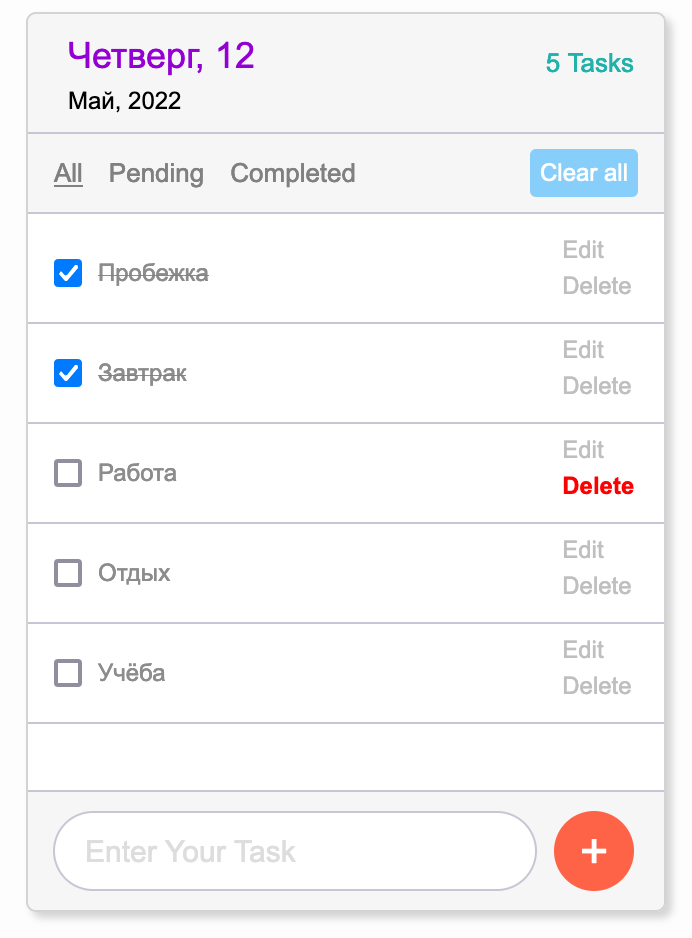 Четверг, 12
5 Tasks
Май, 2022
All Pending Completed Clear all
Пробежка
Edit
Delete
Завтрак
Edit
Delete
Работа
Edit
Delete
Отдых
Edit
Delete
Учёба
Edit
Delete
Enter Your Task
+